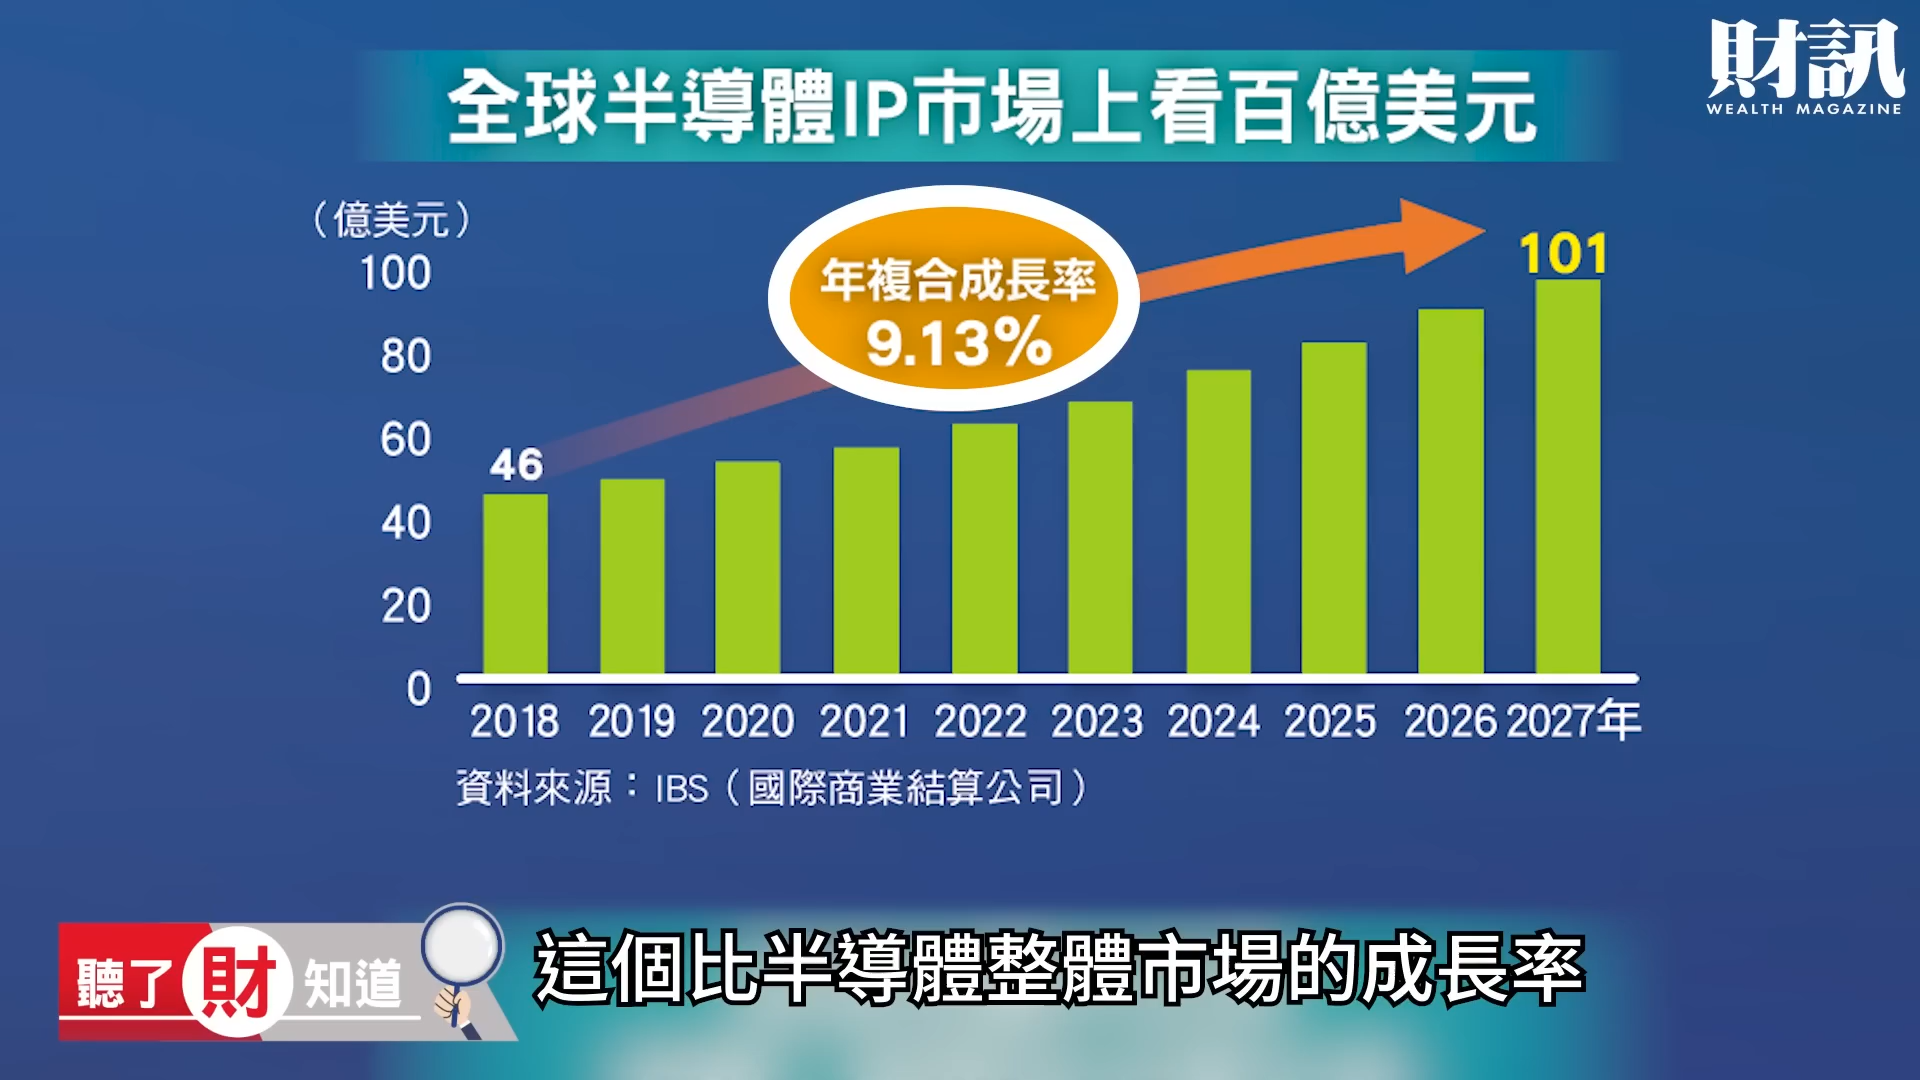 財訊
WEALTH MAGAZINE
全球半導體IP市場上看百億美元
（億美元）
100
80
60
40
20
0
年複合成長率
9.13%
46
101
2018 2019 2020 2021 2022 2023 2024 2025 2026 2027年
資料來源：IBS（國際商業結算公司）
聽了財知道
這個比半導體整體市場的成長率